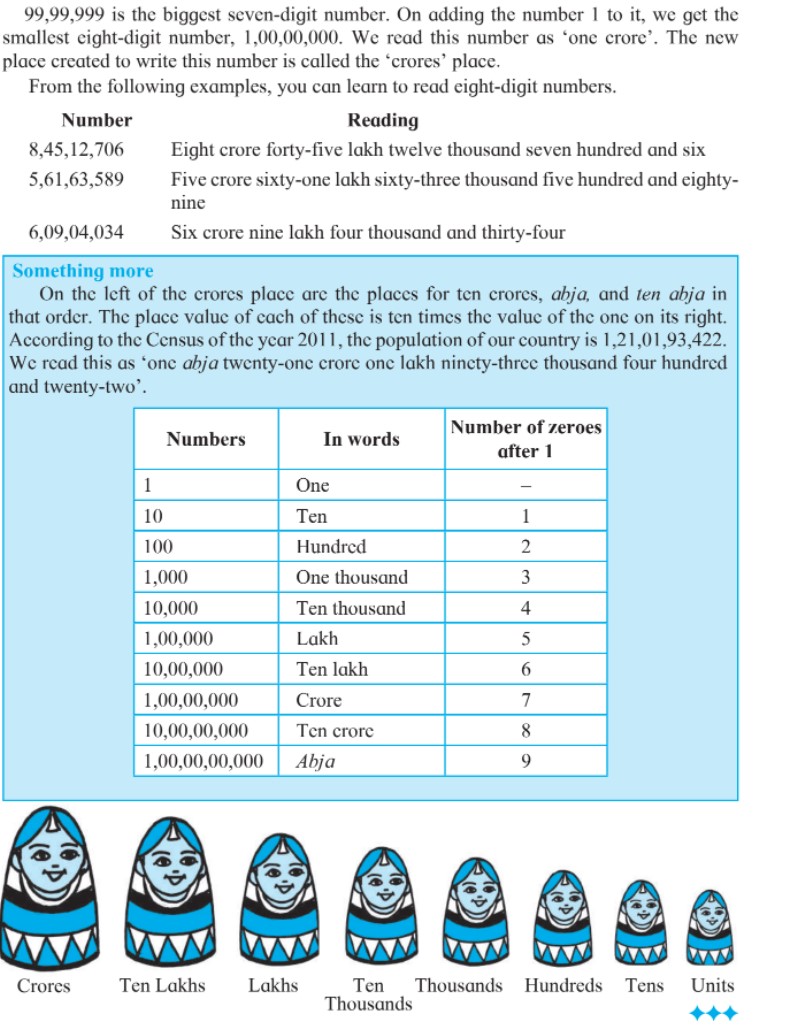 99,99,999 is the biggest seven-digit number. On adding the number 1 to it, we get the
smallest eight-digit number, 1,00,00,000. We read this number as ‘one crore’. The new
place created to write this number is called the ‘crores’ place.
From the following examples, you can learn to read eight-digit numbers.
Number Reading
8,45,12,706 Eight crore forty-five lakh twelve thousand seven hundred and six
5,61,63,589 Five crore sixty-one lakh sixty-three thousand five hundred and eighty-
nine
6,09,04,034 Six crore nine lakh four thousand and thirty-four
Something more
On the left of the crores place are the places for ten crores, abja, and ten abja in
that order. The place value of each of these is ten times the value of the one on its right.
According to the Census of the year 2011, the population of our country is 1,21,01,93,422.
We read this as ‘one abja twenty-one crore one lakh ninety-three thousand four hundred
and twenty-two’.
Numbers In words Number of zeroes
after 1
1 One –
10 Ten 1
100 Hundred 2
1,000 One thousand 3
10,000 Ten thousand 4
1,00,000 Lakh 5
10,00,000 Ten lakh 6
1,00,00,000 Crore 7
10,00,00,000 Ten crore 8
1,00,00,00,000 Abja 9
Crores Ten Lakhs Lakhs Ten Thousands Hundreds Tens Units
Thousands